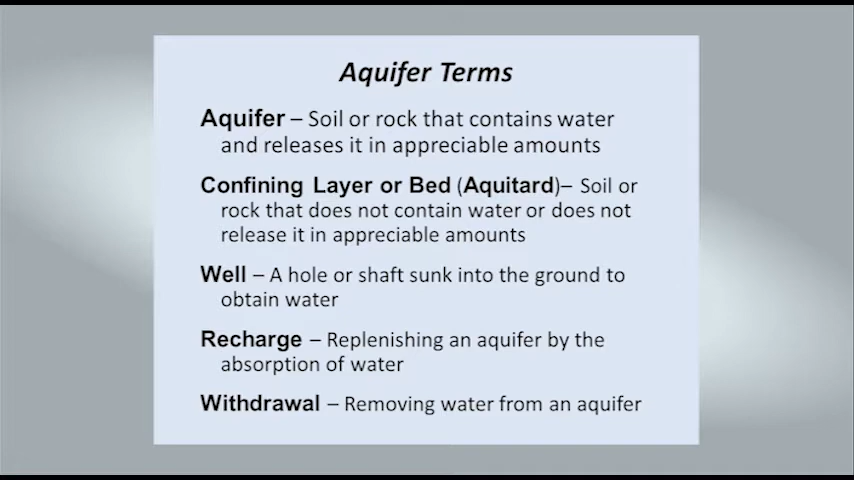 Aquifer Terms
Aquifer – Soil or rock that contains water
and releases it in appreciable amounts
Confining Layer or Bed (Aquitard)– Soil or
rock that does not contain water or does not
release it in appreciable amounts
Well – A hole or shaft sunk into the ground to
obtain water
Recharge – Replenishing an aquifer by the
absorption of water
Withdrawal – Removing water from an aquifer